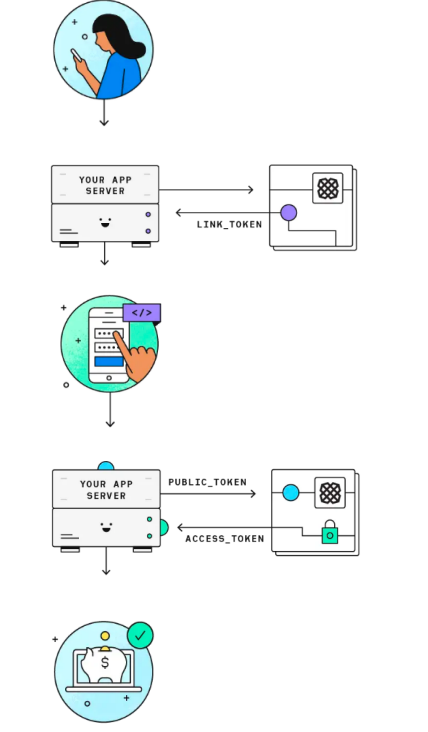 YOUR APP
SERVER
LINK_TOKEN
</>
PUBLIC_TOKEN
YOUR APP
SERVER
ACCESS_TOKEN
$